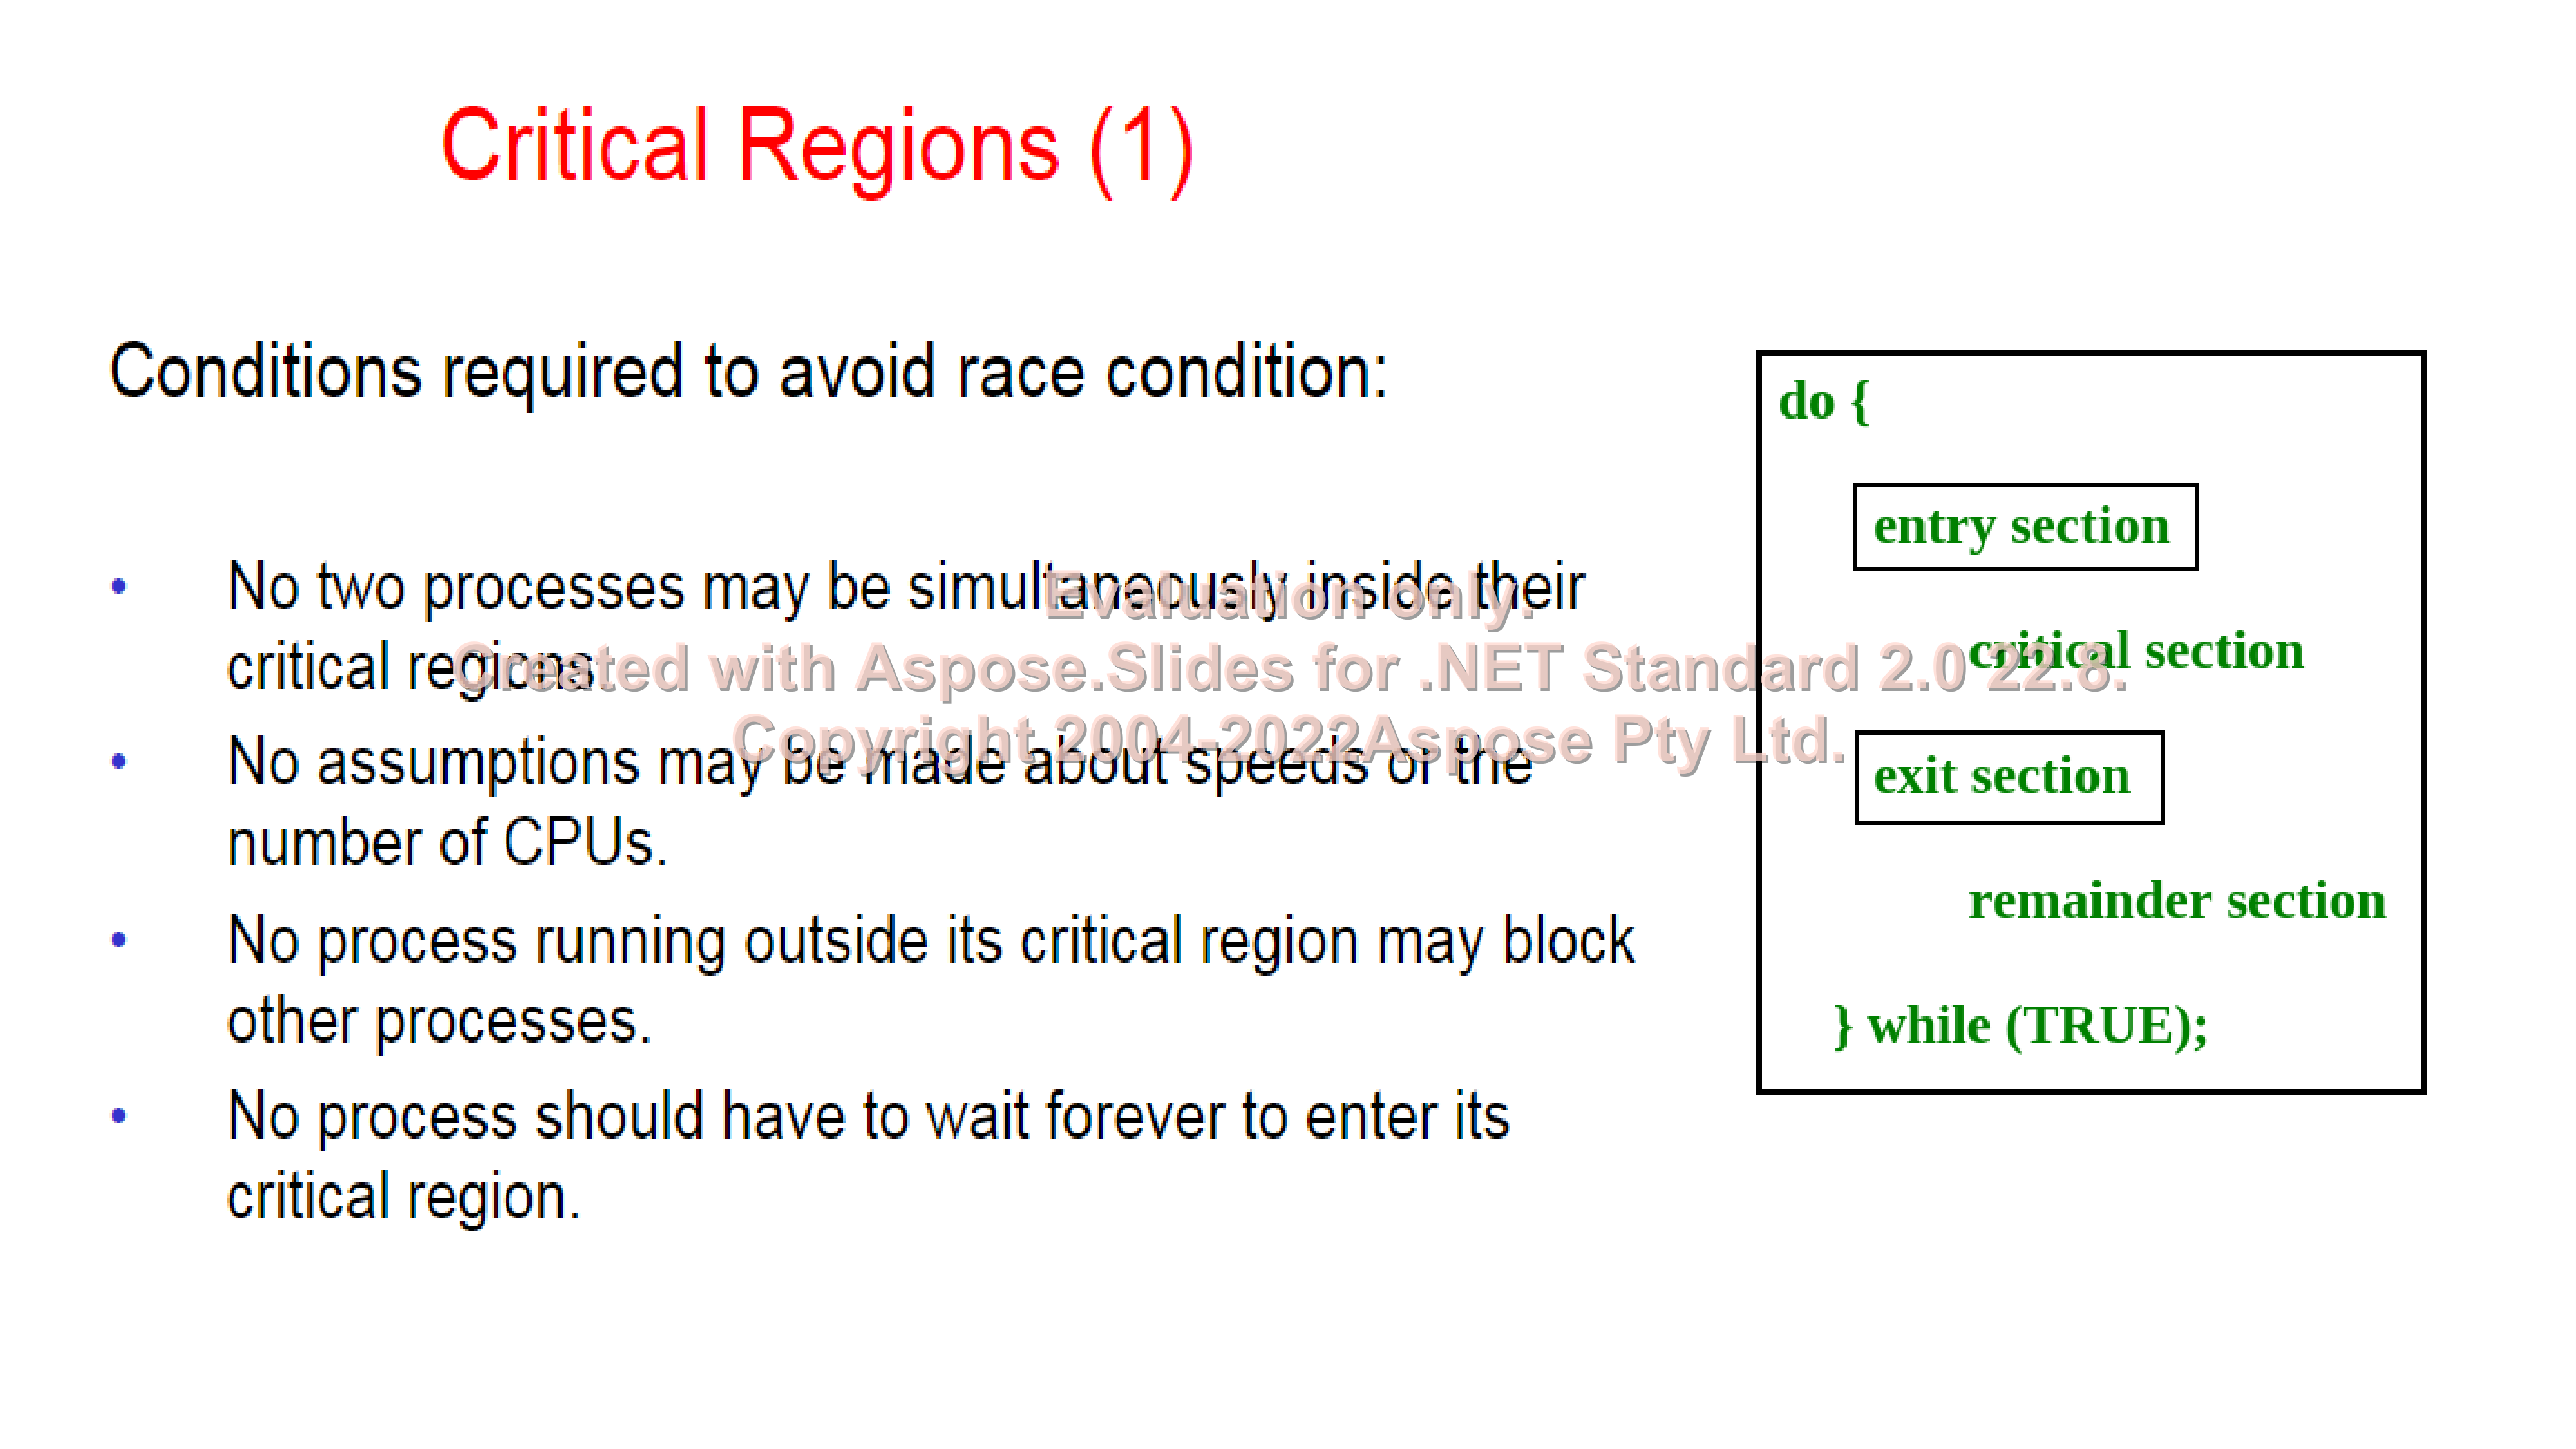 Critical Regions (1)
Conditions required to avoid race condition:
• No two processes may be simultaneously inside their
critical regions.
• No assumptions may be made about speeds or the
number of CPUs.
• No process running outside its critical region may block
other processes.
• No process should have to wait forever to enter its
critical region.
do {
entry section
critical section
exit section
remainder section
} while (TRUE);
Evaluation only.
Created with Aspose.Slides for .NET Standard 2.0 22.8.
Copyright 2004-2022Aspose Pty Ltd.